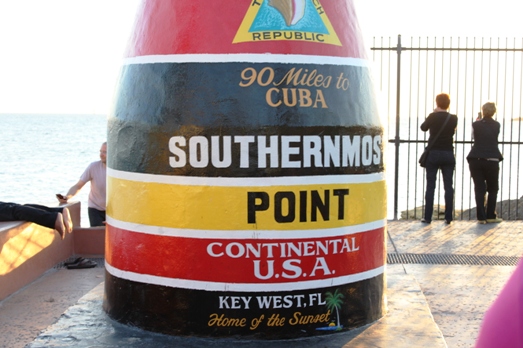 REPUBLIC
90 Miles to
CUBA
SOUTHERNMOS
POINT
CONTINENTAL
U.S.A.
KEY WEST, FL
Home of the Sunset